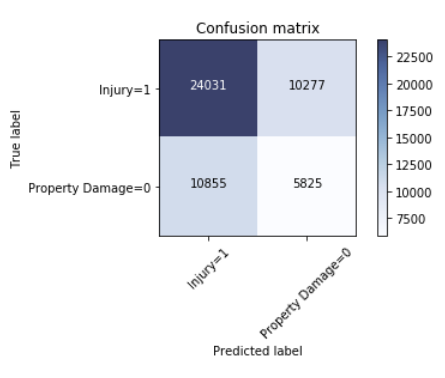 Confusion matrix
True label
Injury=1
24031 10277
Property Damage=0
10855 5825
Injury=1
Property Damage=0
Predicted label
22500
20000
17500
15000
12500
10000
7500